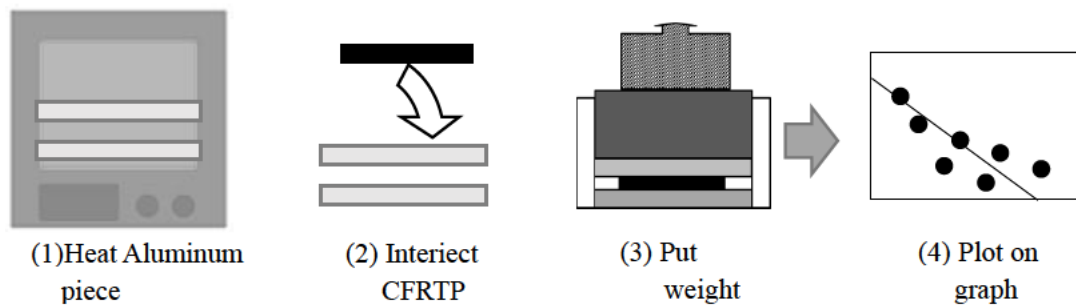 (1)Heat Aluminum
piece
(2) Interiect
CFRTP
(3) Put
weight
(4) Plot on
graph